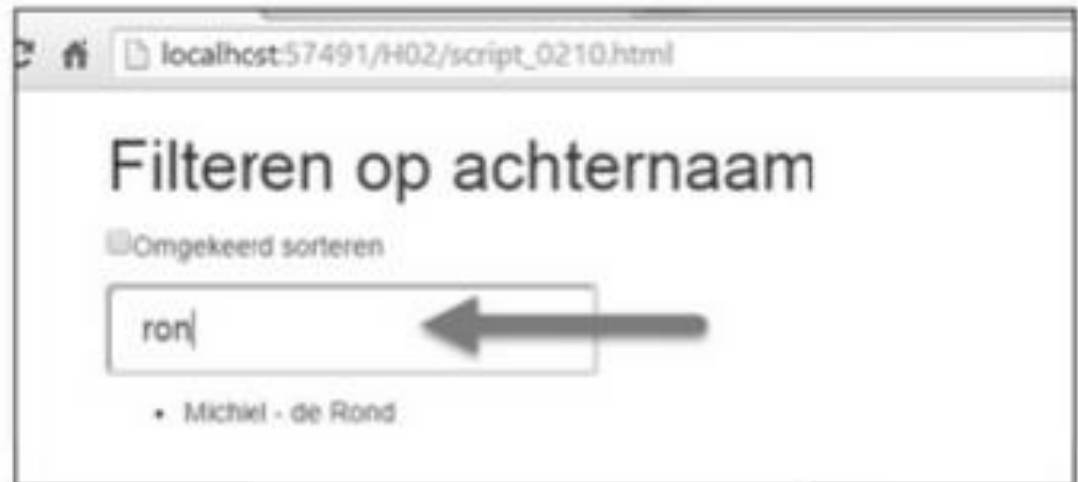 localhost:57491/H02/script_0210.html
Filteren op achternaam
Omgekeerd sorteren
ron
• Michiel - de Rond